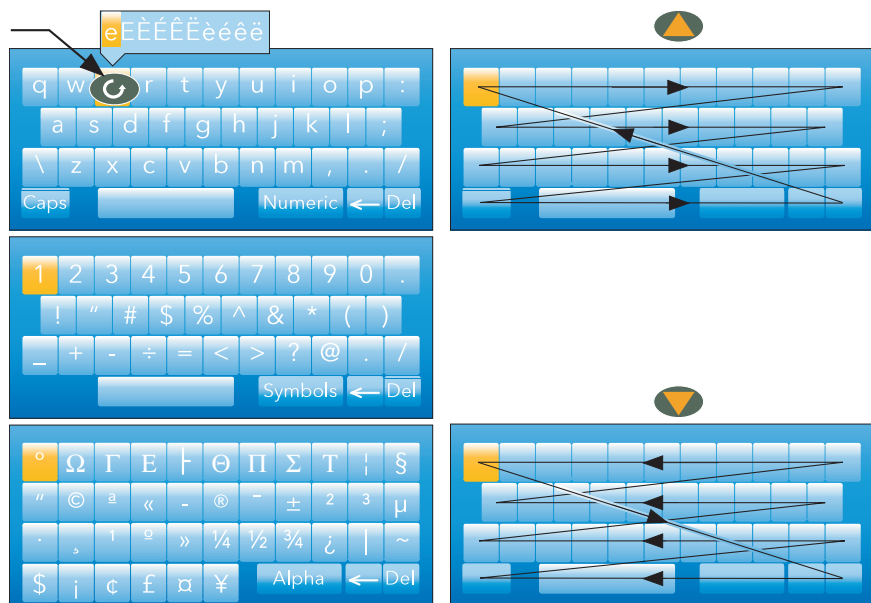 eEÈÉÊËèéêë
q w r t y u i o p :
a s d f g h j k l ;
\ z x c v b n m , . /
Caps Numeric ← Del
1 2 3 4 5 6 7 8 9 0 .
! " # $ % ^ & * ( )
_ + - ÷ = < > ? @ . /
Symbols ← Del
° Ω Γ E ├ Θ Π Σ T ¦ §
" © ª « - ® ¯ ± ² ³ µ
· ¸ ¹ º » ¼ ½ ¾ ¿ | ~
$ ¡ ¢ £ ¤ ¥ Alpha ← Del